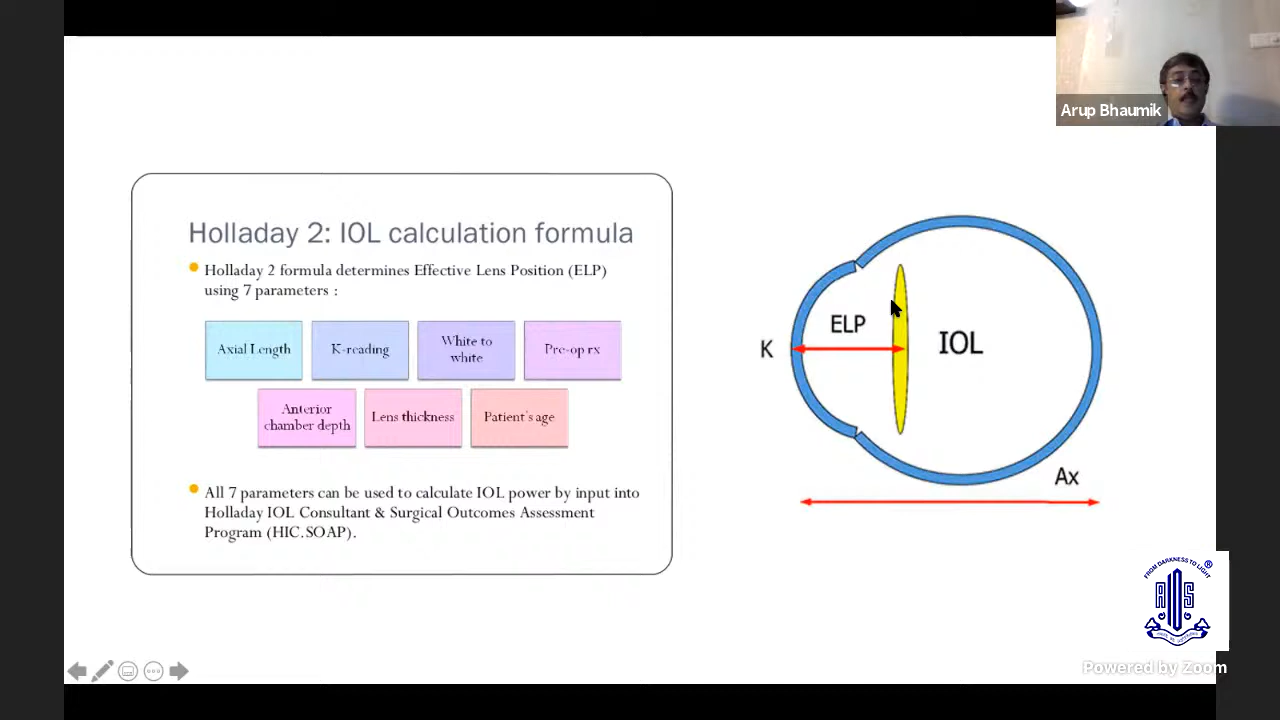 Arup Bhaumik
Holladay 2: IOL calculation formula
Holladay 2 formula determines Effective Lens Position (ELP)
using 7 parameters :
Axial Length
K-reading
White to
white
Pre-op rx
Anterior
chamber depth
Lens thickness
Patient's age
All 7 parameters can be used to calculate IOL power by input into
Holladay IOL Consultant & Surgical Outcomes Assessment
Program (HIC.SOAP).
K
ELP
IOL
Ax
FROM DARKNESS TO LIGHT
®
AIOS
Powered by Zoom